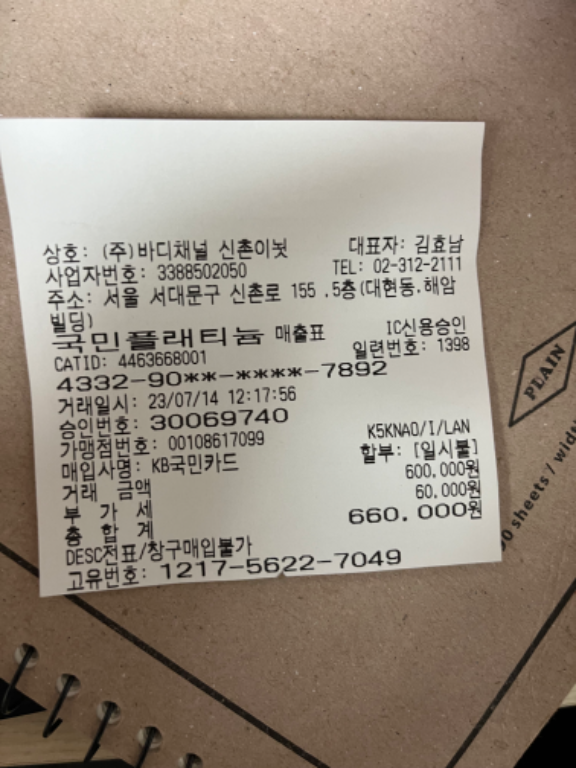 상호: (주)바디채널 신촌이놋 대표자: 김효남
사업자번호: 3388502050 TEL: 02-312-2111
주소: 서울 서대문구 신촌로 155 .5층(대현동.해암
빌딩)
국민플래티늄 매출표 IC신용승인
CATID: 4463668001 일련번호: 1398
4332-90**-****-7892
거래일시: 23/07/14 12:17:56
승인번호: 30069740
가맹점번호: 00108617099 K5KNAO/I/LAN
매입사명: KB국민카드 할부: [일시불]
거래 금액 600.000원
부 가 세 60.000원
총 합 계 660.000원
DESC전표/창구매입불가
고유번호: 1217-5622-7049
PLAIN
00 sheets / widt